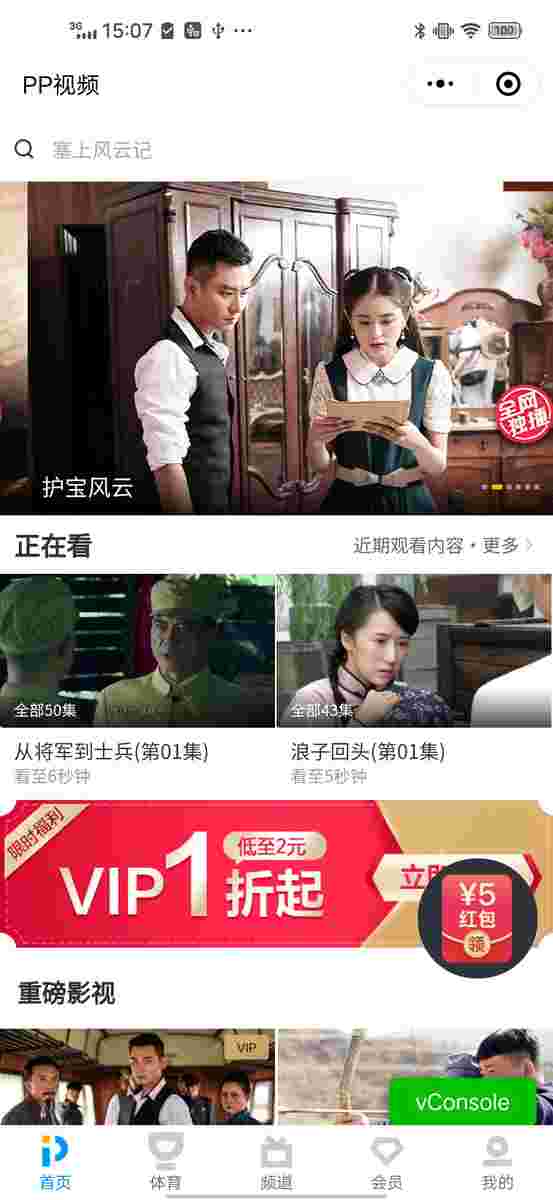 3G 15:07
100
PP视频
塞上风云记
全网
独播
护宝风云
正在看
近期观看内容·更多
全部50集
全部43集
从将军到士兵(第01集)
浪子回头(第01集)
看至6秒钟
看至5秒钟
限时福利
VIP1折起
低至2元
立即
¥5
红包
领
重磅影视
VIP
vConsole
首页
体育
频道
会员
我的